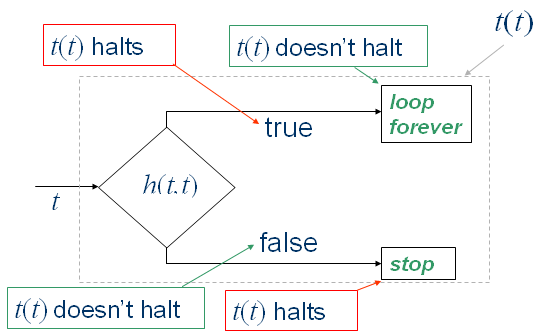 t(t)
t(t) halts
t(t) doesn't halt
loop
forever
true
h(t,t)
t
false
stop
t(t) doesn't halt
t(t) halts